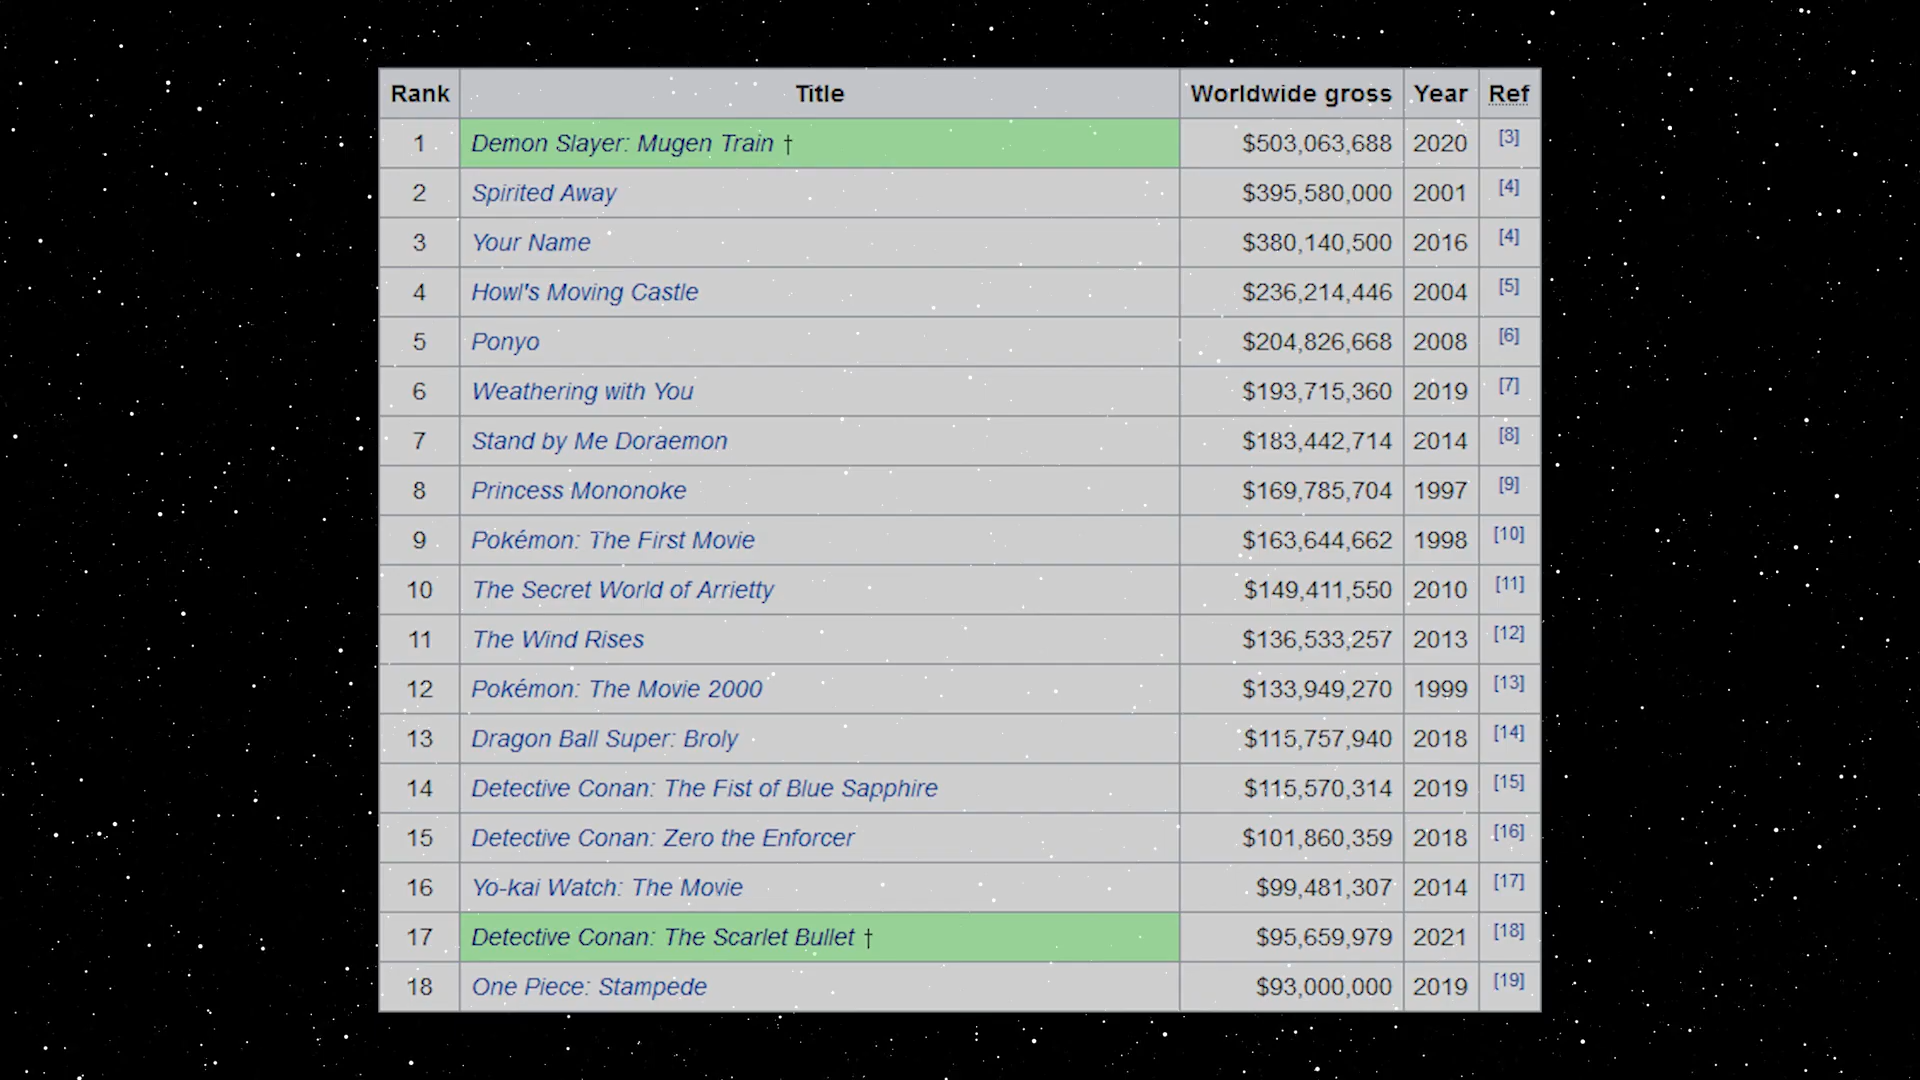 Rank Title Worldwide gross Year Ref
1 Demon Slayer: Mugen Train † $503,063,688 2020 [3]
2 Spirited Away $395,580,000 2001 [4]
3 Your Name $380,140,500 2016 [4]
4 Howl's Moving Castle $236,214,446 2004 [5]
5 Ponyo $204,826,668 2008 [6]
6 Weathering with You $193,715,360 2019 [7]
7 Stand by Me Doraemon $183,442,714 2014 [8]
8 Princess Mononoke $169,785,704 1997 [9]
9 Pokémon: The First Movie $163,644,662 1998 [10]
10 The Secret World of Arrietty $149,411,550 2010 [11]
11 The Wind Rises $136,533,257 2013 [12]
12 Pokémon: The Movie 2000 $133,949,270 1999 [13]
13 Dragon Ball Super: Broly $115,757,940 2018 [14]
14 Detective Conan: The Fist of Blue Sapphire $115,570,314 2019 [15]
15 Detective Conan: Zero the Enforcer $101,860,359 2018 [16]
16 Yo-kai Watch: The Movie $99,481,307 2014 [17]
17 Detective Conan: The Scarlet Bullet † $95,659,979 2021 [18]
18 One Piece: Stampede $93,000,000 2019 [19]